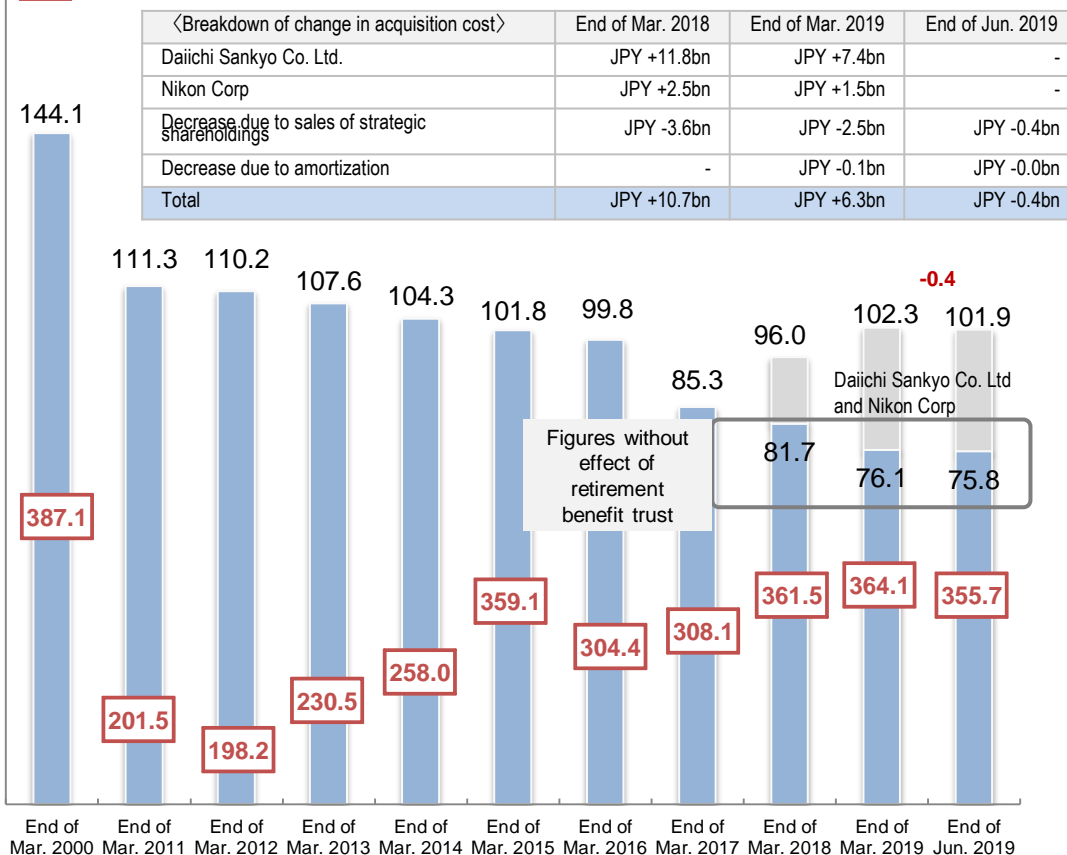 〈Breakdown of change in acquisition cost〉 End of Mar. 2018 End of Mar. 2019 End of Jun. 2019
Daiichi Sankyo Co. Ltd. JPY +11.8bn JPY +7.4bn -
Nikon Corp JPY +2.5bn JPY +1.5bn -
Decrease due to sales of strategic
shareholdings JPY -3.6bn JPY -2.5bn JPY -0.4bn
Decrease due to amortization - JPY -0.1bn JPY -0.0bn
Total JPY +10.7bn JPY +6.3bn JPY -0.4bn
144.1
111.3
110.2
107.6
104.3
101.8
99.8
85.3
96.0
102.3
-0.4
101.9
Daiichi Sankyo Co. Ltd
and Nikon Corp
Figures without
effect of
retirement
benefit trust
81.7
76.1
75.8
387.1
201.5
198.2
230.5
258.0
359.1
304.4
308.1
361.5
364.1
355.7
End of
Mar. 2000
End of
Mar. 2011
End of
Mar. 2012
End of
Mar. 2013
End of
Mar. 2014
End of
Mar. 2015
End of
Mar. 2016
End of
Mar. 2017
End of
Mar. 2018
End of
Mar. 2019
End of
Jun. 2019